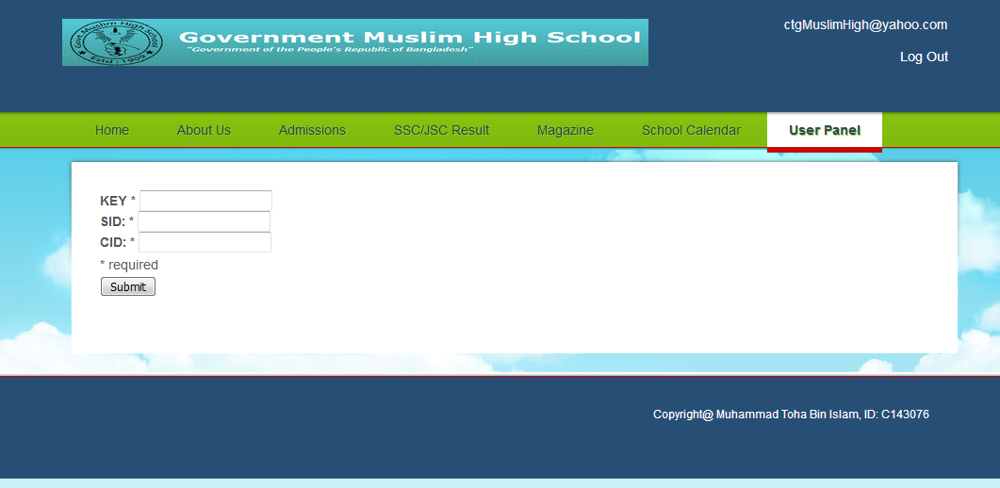 Govt. Muslim High School
Estd : 1909
Government Muslim High School
"Government of the People's Republic of Bangladesh"
ctgMuslimHigh@yahoo.com
Log Out
Home About Us Admissions SSC/JSC Result Magazine School Calendar User Panel
KEY *
SID: *
CID: *
* required
Submit
Copyright@ Muhammad Toha Bin Islam, ID: C143076